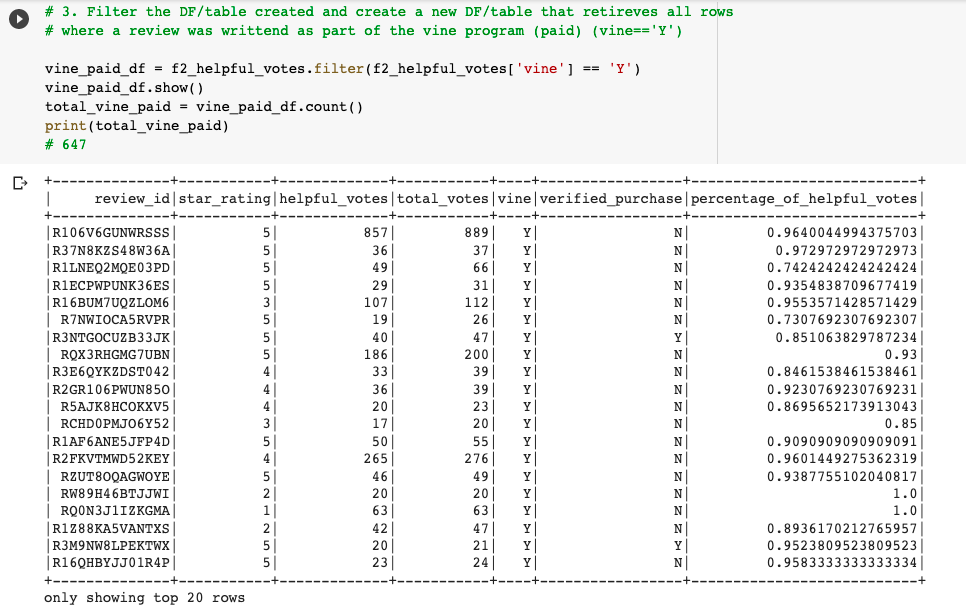 # 3. Filter the DF/table created and create a new DF/table that retireves all rows
# where a review was writtend as part of the vine program (paid) (vine=='Y')
vine_paid_df = f2_helpful_votes.filter(f2_helpful_votes['vine'] == 'Y')
vine_paid_df.show()
total_vine_paid = vine_paid_df.count()
print(total_vine_paid)
# 647
+--------------+-----------+-------------+-----------+----+-----------------+---------------------------+
|     review_id|star_rating|helpful_votes|total_votes|vine|verified_purchase|percentage_of_helpful_votes|
+--------------+-----------+-------------+-----------+----+-----------------+---------------------------+
|R106V6GUNWRSSS|          5|          857|        889|   Y|                N|         0.9640044994375703|
|R37N8KZS48W36A|          5|           36|         37|   Y|                N|          0.972972972972973|
|R1LNEQ2MQE03PD|          5|           49|         66|   Y|                N|         0.7424242424242424|
|R1ECPWPUNK36ES|          5|           29|         31|   Y|                N|         0.9354838709677419|
|R16BUM7UQZLOM6|          3|          107|        112|   Y|                N|         0.9553571428571429|
| R7NWIOCA5RVPR|          5|           19|         26|   Y|                N|         0.7307692307692307|
|R3NTGOCUZB33JK|          5|           40|         47|   Y|                Y|          0.851063829787234|
| RQX3RHGMG7UBN|          5|          186|        200|   Y|                N|                       0.93|
|R3E6QYKZDST042|          4|           33|         39|   Y|                N|         0.8461538461538461|
|R2GR106PWUN85O|          4|           36|         39|   Y|                N|         0.9230769230769231|
| R5AJK8HCOKXV5|          4|           20|         23|   Y|                N|         0.8695652173913043|
| RCHD0PMJO6Y52|          3|           17|         20|   Y|                N|                       0.85|
|R1AF6ANE5JFP4D|          5|           50|         55|   Y|                N|         0.9090909090909091|
|R2FKVTMWD52KEY|          4|          265|        276|   Y|                N|         0.9601449275362319|
| RZUT8OQAGWOYE|          5|           46|         49|   Y|                N|         0.9387755102040817|
| RW89H46BTJJWI|          2|           20|         20|   Y|                N|                        1.0|
| RQ0N3J1IZKGMA|          1|           63|         63|   Y|                N|                        1.0|
|R1Z88KA5VANTXS|          2|           42|         47|   Y|                N|         0.8936170212765957|
|R3M9NW8LPEKTWX|          5|           20|         21|   Y|                Y|         0.9523809523809523|
|R16QHBYJJ01R4P|          5|           23|         24|   Y|                N|         0.9583333333333334|
+--------------+-----------+-------------+-----------+----+-----------------+---------------------------+
only showing top 20 rows